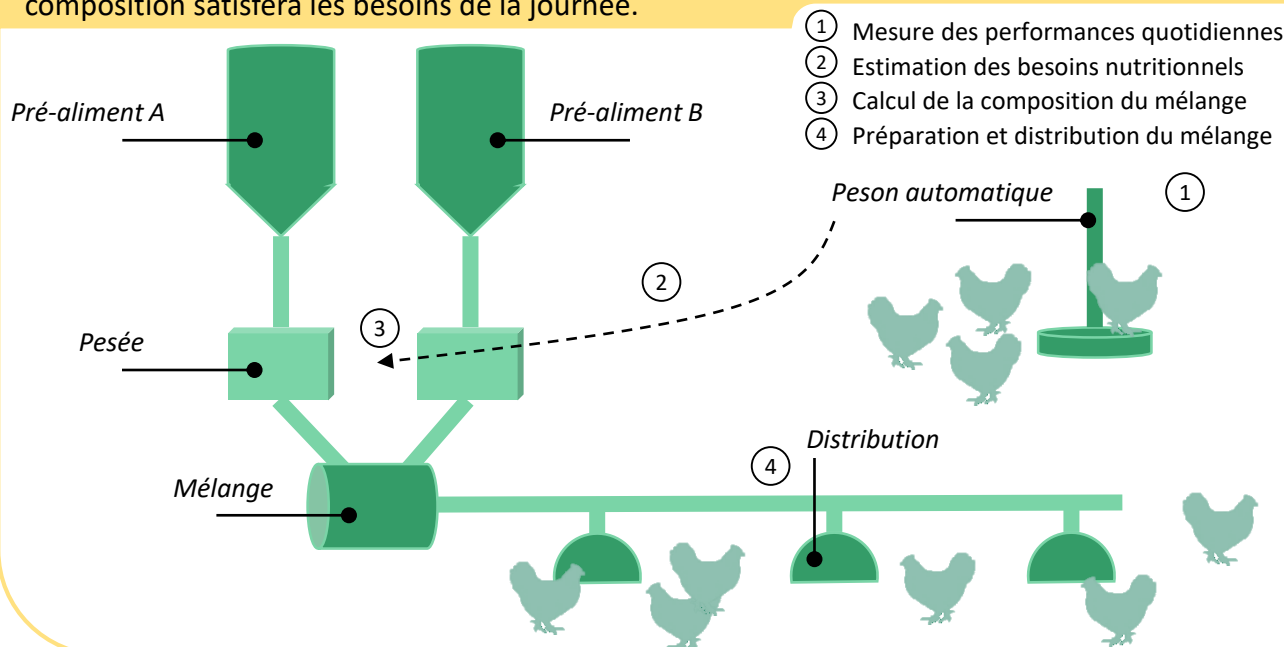 composition satisfera les besoins de la journée.
1 Mesure des performances quotidiennes
2 Estimation des besoins nutritionnels
3 Calcul de la composition du mélange
4 Préparation et distribution du mélange
Pré-aliment A
Pré-aliment B
Peson automatique
1
2
3
Pesée
Distribution
4
Mélange